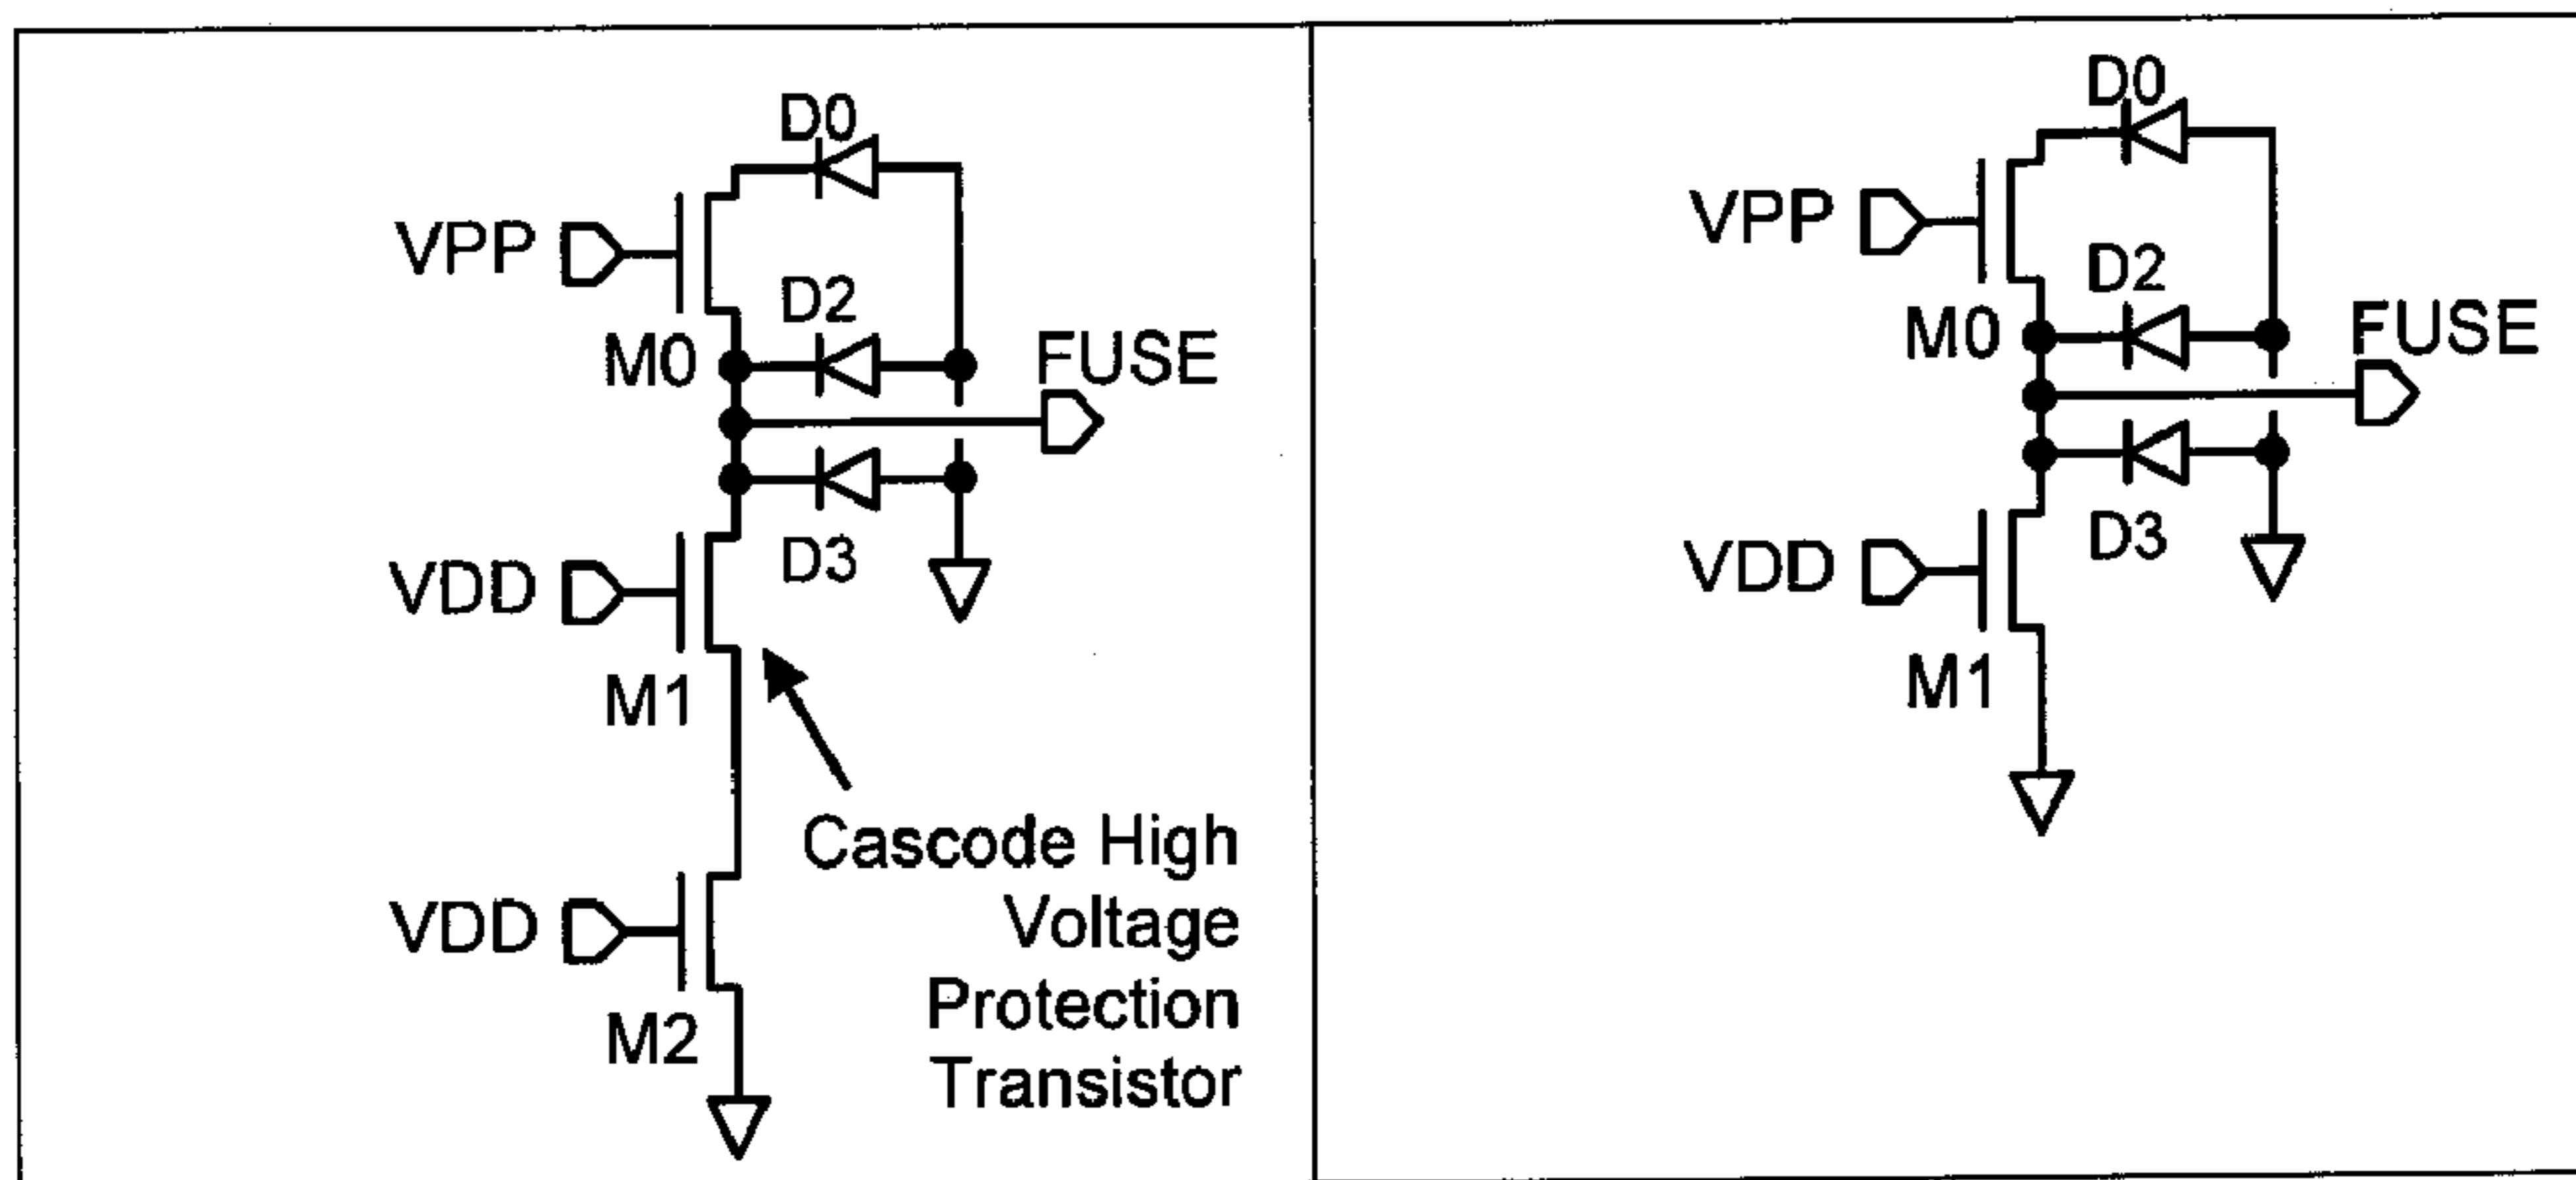 D0
VPP
D2
M0
FUSE
VDD
D3
M1
Cascode High
Voltage
Protection
Transistor
VDD
M2
D0
VPP
D2
M0
FUSE
VDD
D3
M1